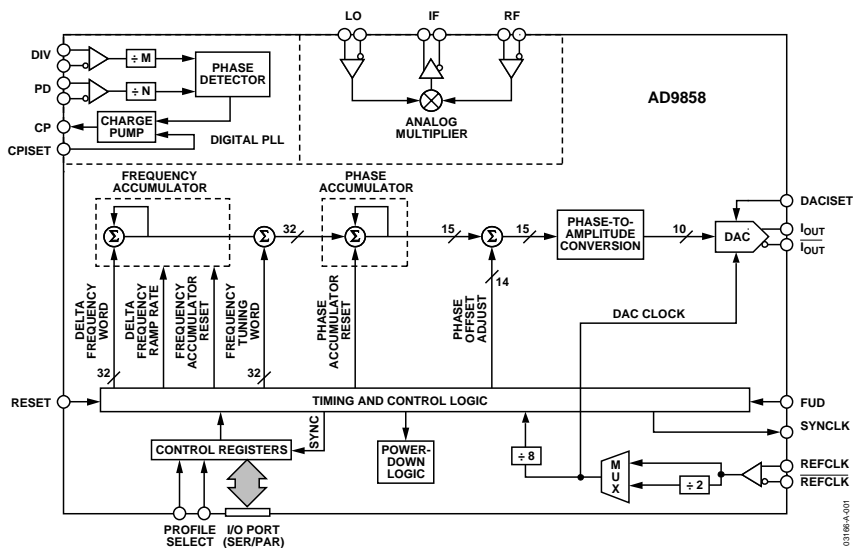 LO IF RF
DIV
÷ M
PHASE
DETECTOR
PD
÷ N
CP
CHARGE
PUMP
DIGITAL PLL
CPISET
ANALOG
MULTIPLIER
AD9858
FREQUENCY
ACCUMULATOR
PHASE
ACCUMULATOR
Σ
Σ
32
Σ
15
Σ
15
PHASE-TO-
AMPLITUDE
CONVERSION
10
DAC
DACISET
IOUT
IOUT
14
DELTA
FREQUENCY
WORD
DELTA
FREQUENCY
RAMP RATE
FREQUENCY
ACCUMULATOR
RESET
FREQUENCY
TUNING
WORD
PHASE
ACCUMULATOR
RESET
PHASE
OFFSET
ADJUST
DAC CLOCK
32
32
RESET
TIMING AND CONTROL LOGIC
FUD
SYNCLK
SYNC
CONTROL REGISTERS
POWER-
DOWN
LOGIC
÷ 8
MUX
÷ 2
REFCLK
REFCLK
PROFILE
SELECT
I/O PORT
(SER/PAR)
03166-A-001